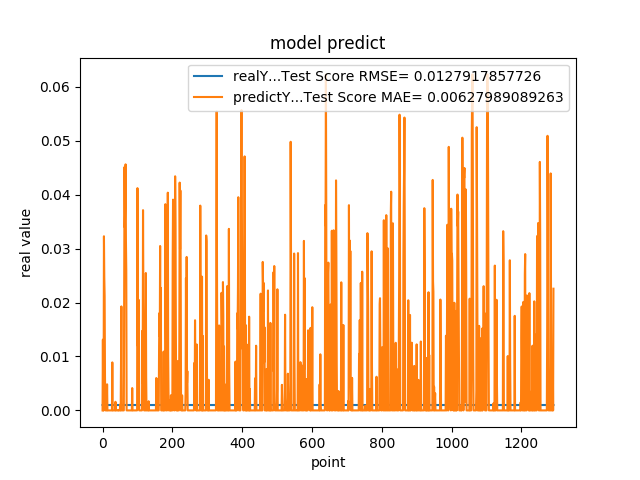 model predict
realY...Test Score RMSE= 0.0127917857726
predictY...Test Score MAE= 0.00627989089263
0.06
0.05
0.04
0.03
0.02
0.01
0.00
real value
0 200 400 600 800 1000 1200
point